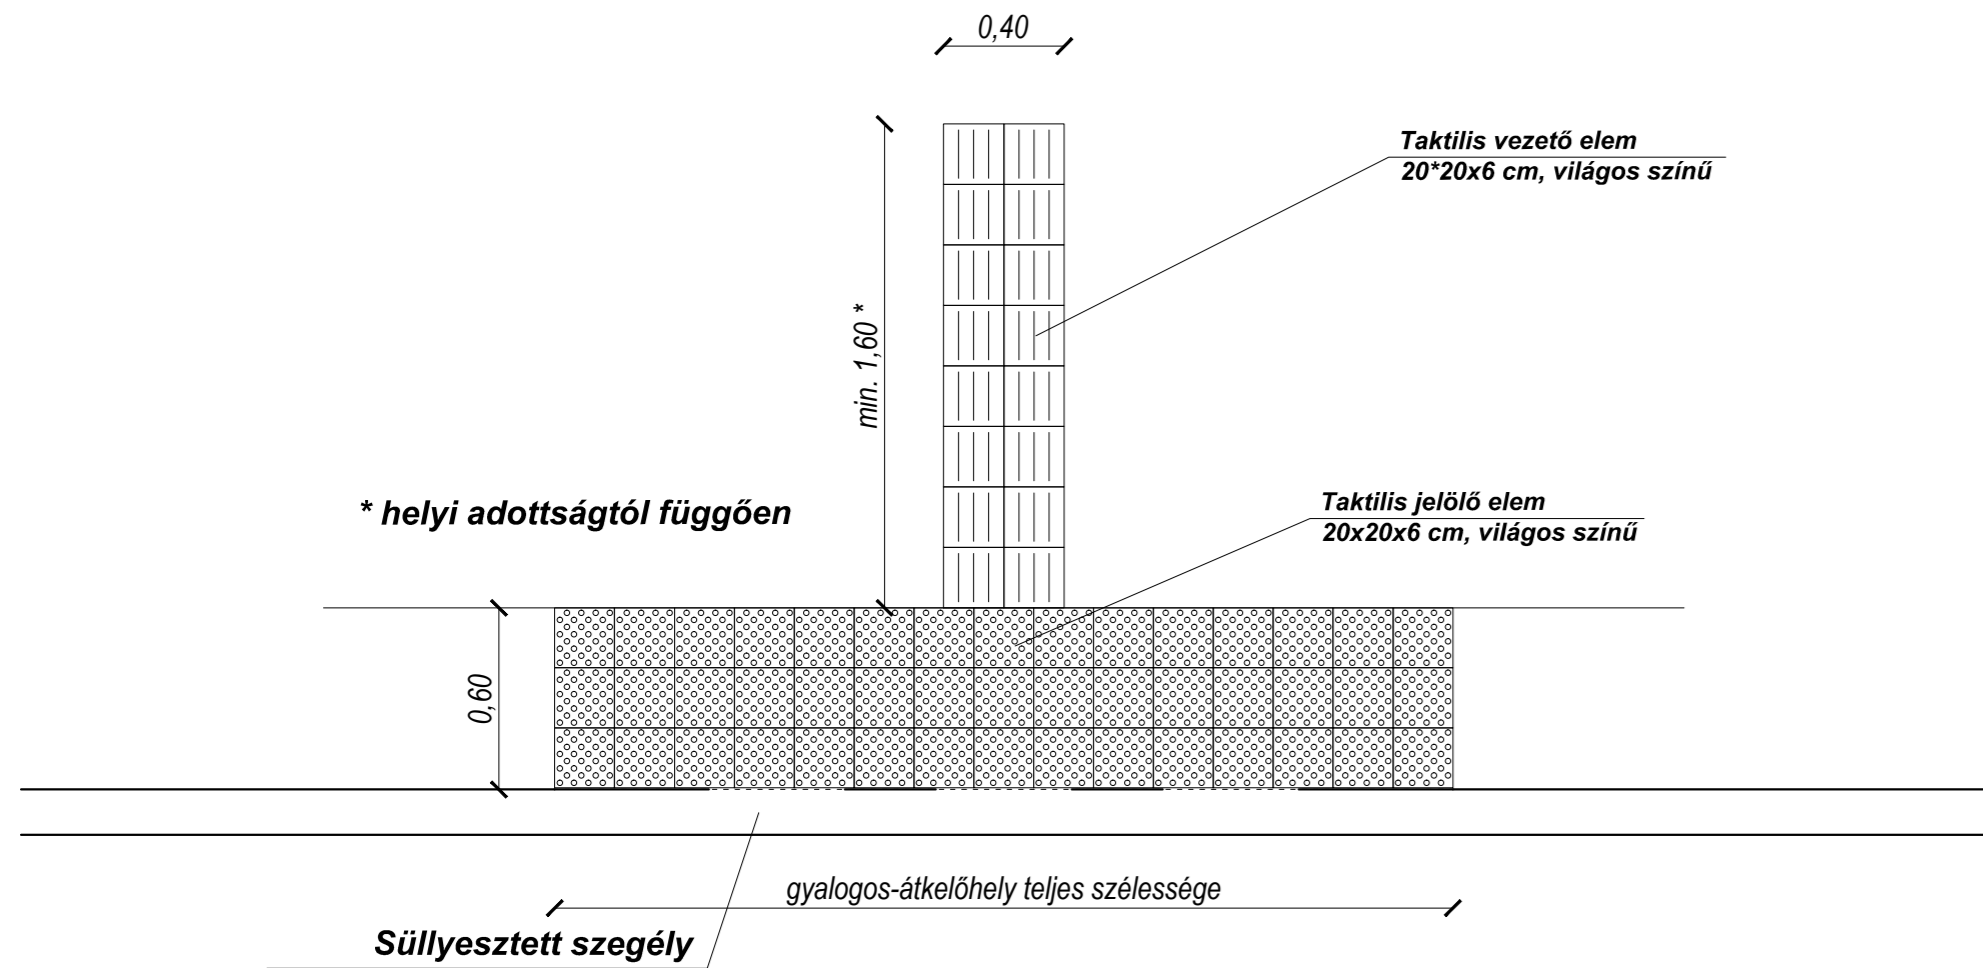 0,40
Taktilis vezető elem
20*20x6 cm, világos színű
min. 1,60 *
* helyi adottságtól függően
Taktilis jelölő elem
20x20x6 cm, világos színű
0,60
gyalogos-átkelőhely teljes szélessége
Süllyesztett szegély